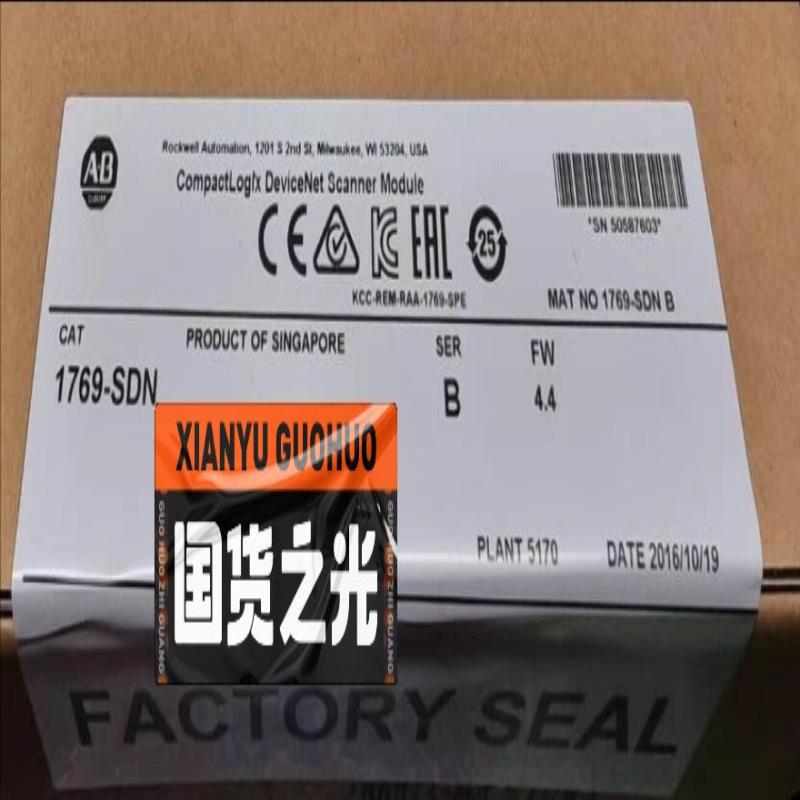 AB
Rockwell Automation, 1201 S 2nd St, Milwaukee, WI 53204, USA
CompactLogix DeviceNet Scanner Module
CE KC EAC 25
*SN 50587603*
KCC-REM-RAA-1769-SPE
MAT NO 1769-SDN B
CAT
PRODUCT OF SINGAPORE
SER
FW
1769-SDN
B
4.4
XIANYU GUOHUO
国货之光
GUO HUO ZHI GUANG
GUO HUO ZHI GUANG
PLANT 5170
DATE 2016/10/19
FACTORY SEAL